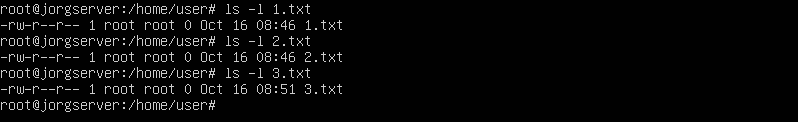 root@jorgserver:/home/user# ls -l 1.txt
-rw-r--r-- 1 root root 0 Oct 16 08:46 1.txt
root@jorgserver:/home/user# ls -l 2.txt
-rw-r--r-- 1 root root 0 Oct 16 08:46 2.txt
root@jorgserver:/home/user# ls -l 3.txt
-rw-r--r-- 1 root root 0 Oct 16 08:51 3.txt
root@jorgserver:/home/user#